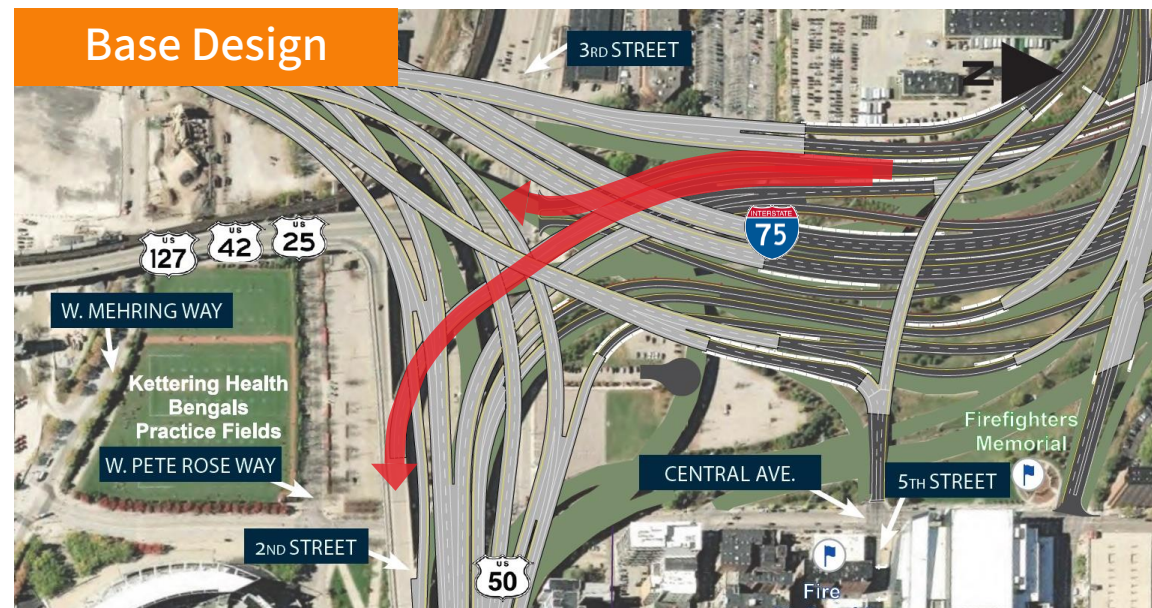 Base Design
3RD STREET
N
INTERSTATE
75
US
127
US
42
US
25
W. MEHRING WAY
Kettering Health
Bengals
Practice Fields
W. PETE ROSE WAY
2ND STREET
US
50
CENTRAL AVE.
5TH STREET
Firefighters
Memorial
Fire